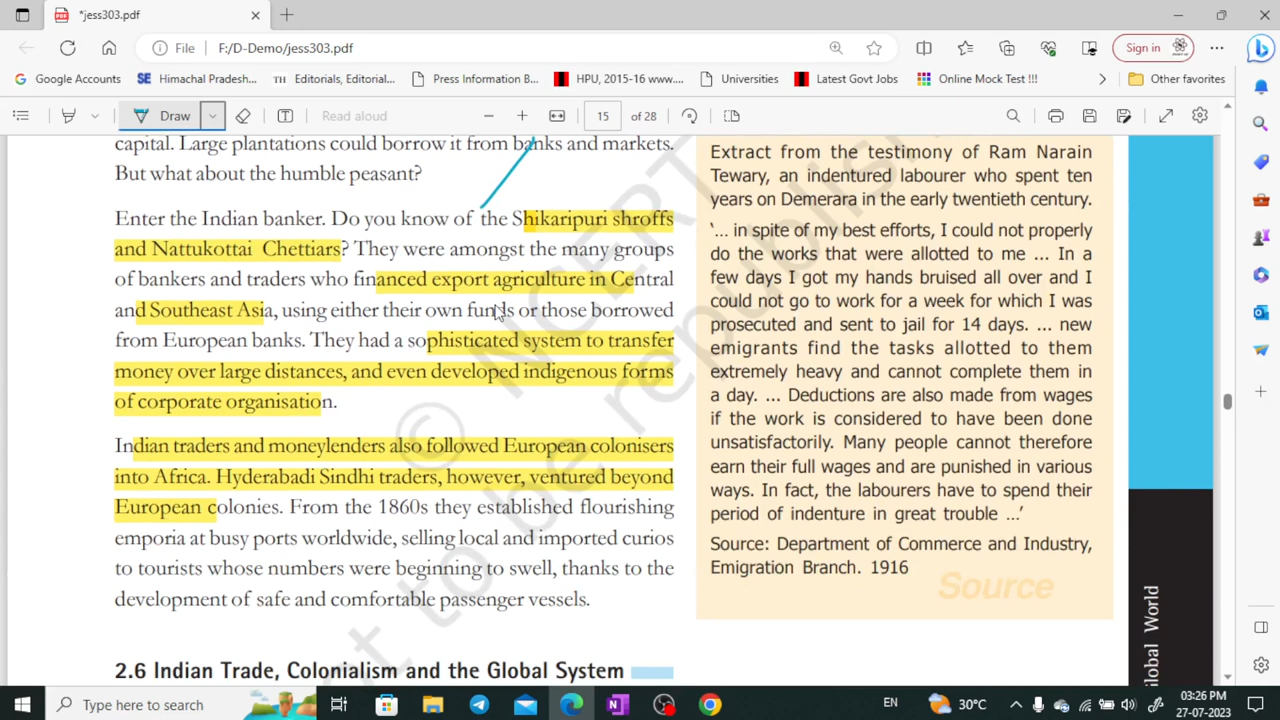 *jess303.pdf
File F:/D-Demo/jess303.pdf
Sign in
Google Accounts
SE Himachal Pradesh...
TH Editorials, Editorial...
Press Information B...
HPU, 2015-16 www....
Universities
Latest Govt Jobs
Online Mock Test !!!
Other favorites
Draw
Read aloud
15 of 28
capital. Large plantations could borrow it from banks and markets.
But what about the humble peasant?
Enter the Indian banker. Do you know of the Shikaripuri shroffs
and Nattukottai Chettiars? They were amongst the many groups
of bankers and traders who financed export agriculture in Central
and Southeast Asia, using either their own funds or those borrowed
from European banks. They had a sophisticated system to transfer
money over large distances, and even developed indigenous forms
of corporate organisation.
Indian traders and moneylenders also followed European colonisers
into Africa. Hyderabadi Sindhi traders, however, ventured beyond
European colonies. From the 1860s they established flourishing
emporia at busy ports worldwide, selling local and imported curios
to tourists whose numbers were beginning to swell, thanks to the
development of safe and comfortable passenger vessels.
2.6 Indian Trade, Colonialism and the Global System
Extract from the testimony of Ram Narain
Tewary, an indentured labourer who spent ten
years on Demerara in the early twentieth century.
‘... in spite of my best efforts, I could not properly
do the works that were allotted to me ... In a
few days I got my hands bruised all over and I
could not go to work for a week for which I was
prosecuted and sent to jail for 14 days. ... new
emigrants find the tasks allotted to them
extremely heavy and cannot complete them in
a day. ... Deductions are also made from wages
if the work is considered to have been done
unsatisfactorily. Many people cannot therefore
earn their full wages and are punished in various
ways. In fact, the labourers have to spend their
period of indenture in great trouble ...’
Source: Department of Commerce and Industry,
Emigration Branch. 1916
Source
© NCERT
not to be republish
lobal World
Type here to search
EN
30°C
03:26 PM
27-07-2023